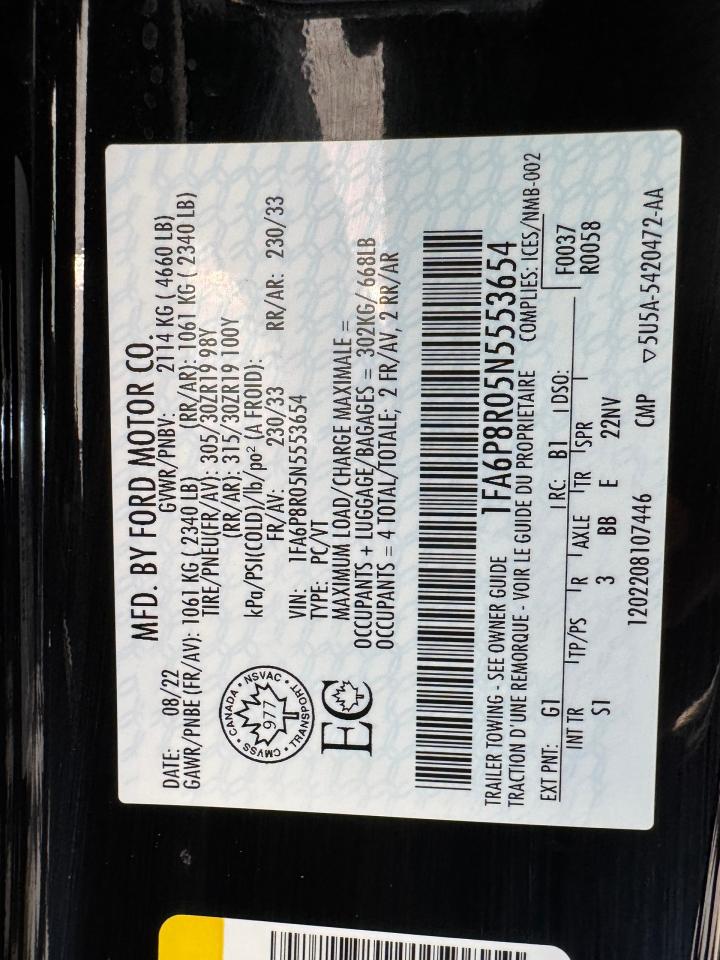 MFD. BY FORD MOTOR CO.
DATE: 08/22 GVWR/PNBV: 2114 KG ( 4660 LB)
GAWR/PNBE (FR/AV): 1061 KG ( 2340 LB) (RR/AR): 1061 KG ( 2340 LB)
TIRE/PNEU(FR/AV): 305/30ZR19 98Y
(RR/AR): 315/30ZR19 100Y
kPa/PSI(COLD)/lb/po² (A FROID):
FR/AV: 230/33 RR/AR: 230/33
VIN: 1FA6P8R05N5553654
TYPE: PC/VT
MAXIMUM LOAD/CHARGE MAXIMALE =
OCCUPANTS + LUGGAGE/BAGAGES = 302KG/ 668LB
OCCUPANTS = 4 TOTAL/TOTALE; 2 FR/AV, 2 RR/AR
CANADA • NSVAC • TRANSPORT • CMVSS •
977
EC
1FA6P8R05N5553654
TRAILER TOWING - SEE OWNER GUIDE
TRACTION D'UNE REMORQUE - VOIR LE GUIDE DU PROPRIETAIRE COMPLIES: ICES/NMB-002
EXT PNT: G1 RC: B1 DSO: F0037
R0058
INT TR TP/PS R AXLE TR SPR
S1 3 BB E 22NV
1202208107446 CMP ▽5U5A-5420472-AA